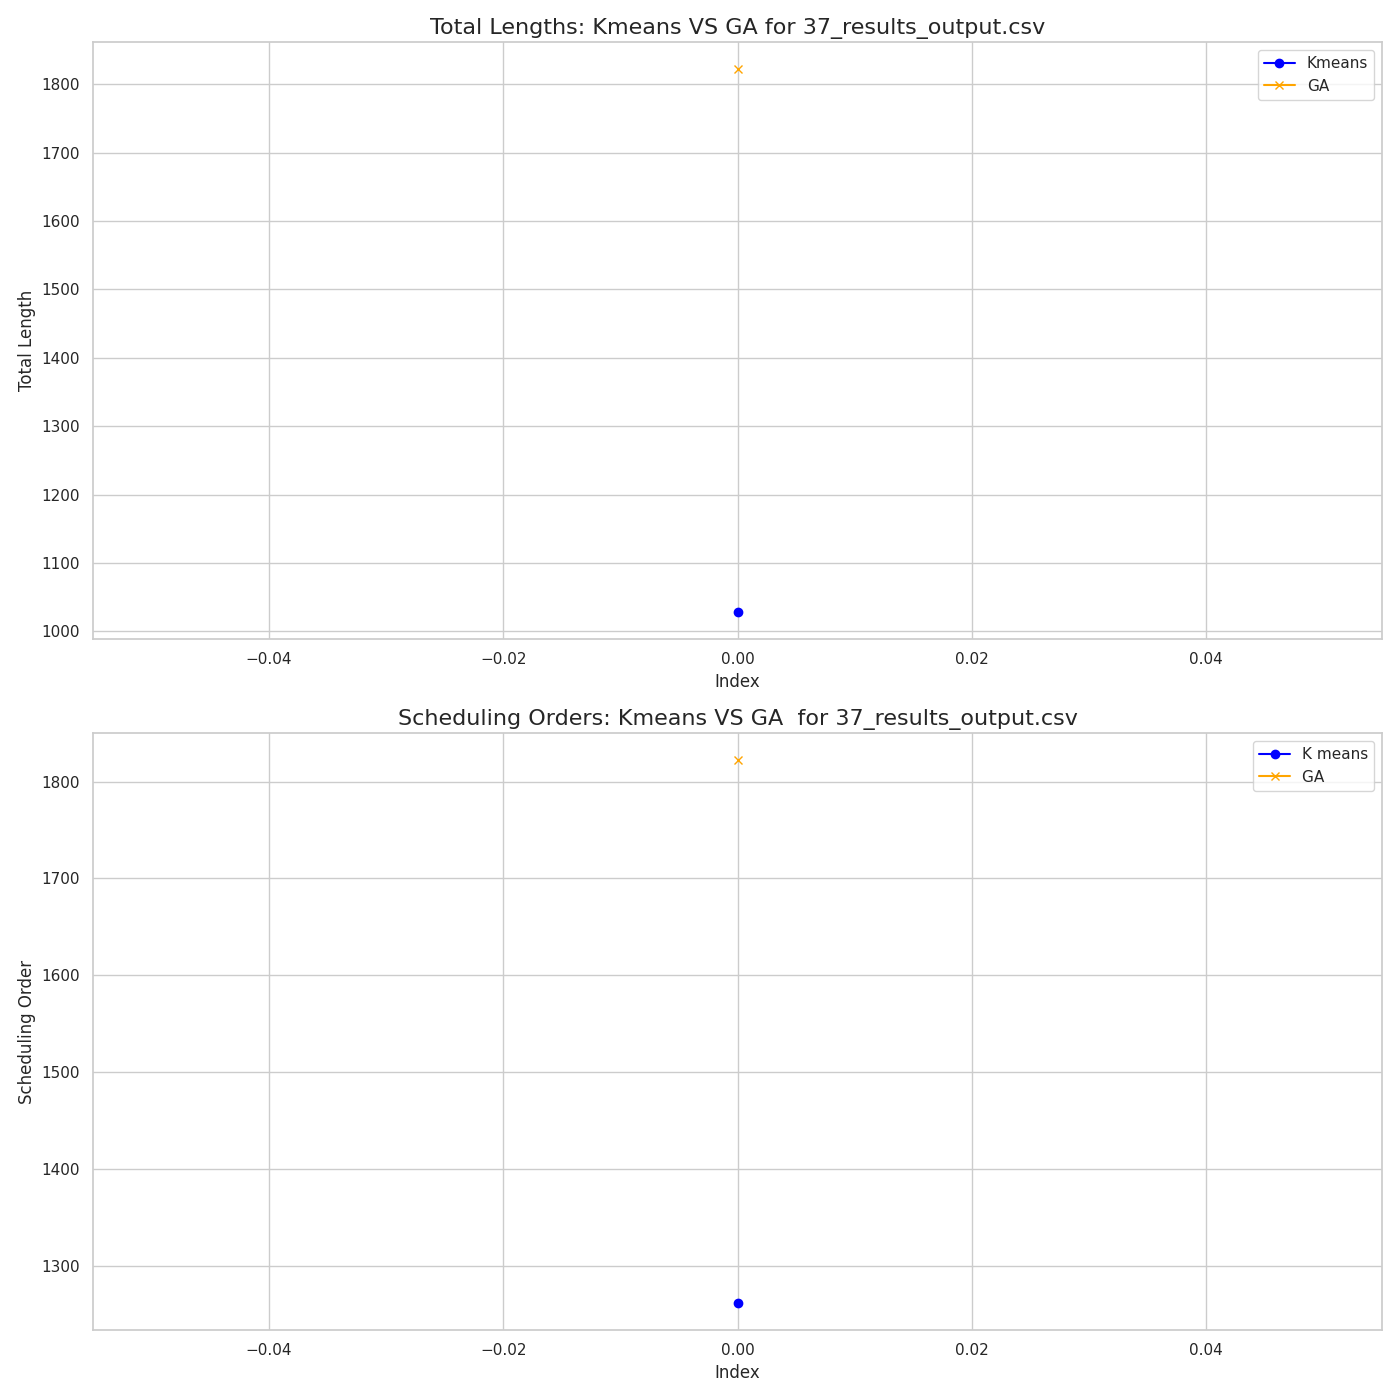 Total Lengths: Kmeans VS GA for 37_results_output.csv
Kmeans
GA
1800
1700
1600
1500
1400
1300
1200
1100
1000
Total Length
−0.04
−0.02
0.00
0.02
0.04
Index
Scheduling Orders: Kmeans VS GA  for 37_results_output.csv
K means
GA
1800
1700
1600
1500
1400
1300
Scheduling Order
−0.04
−0.02
0.00
0.02
0.04
Index